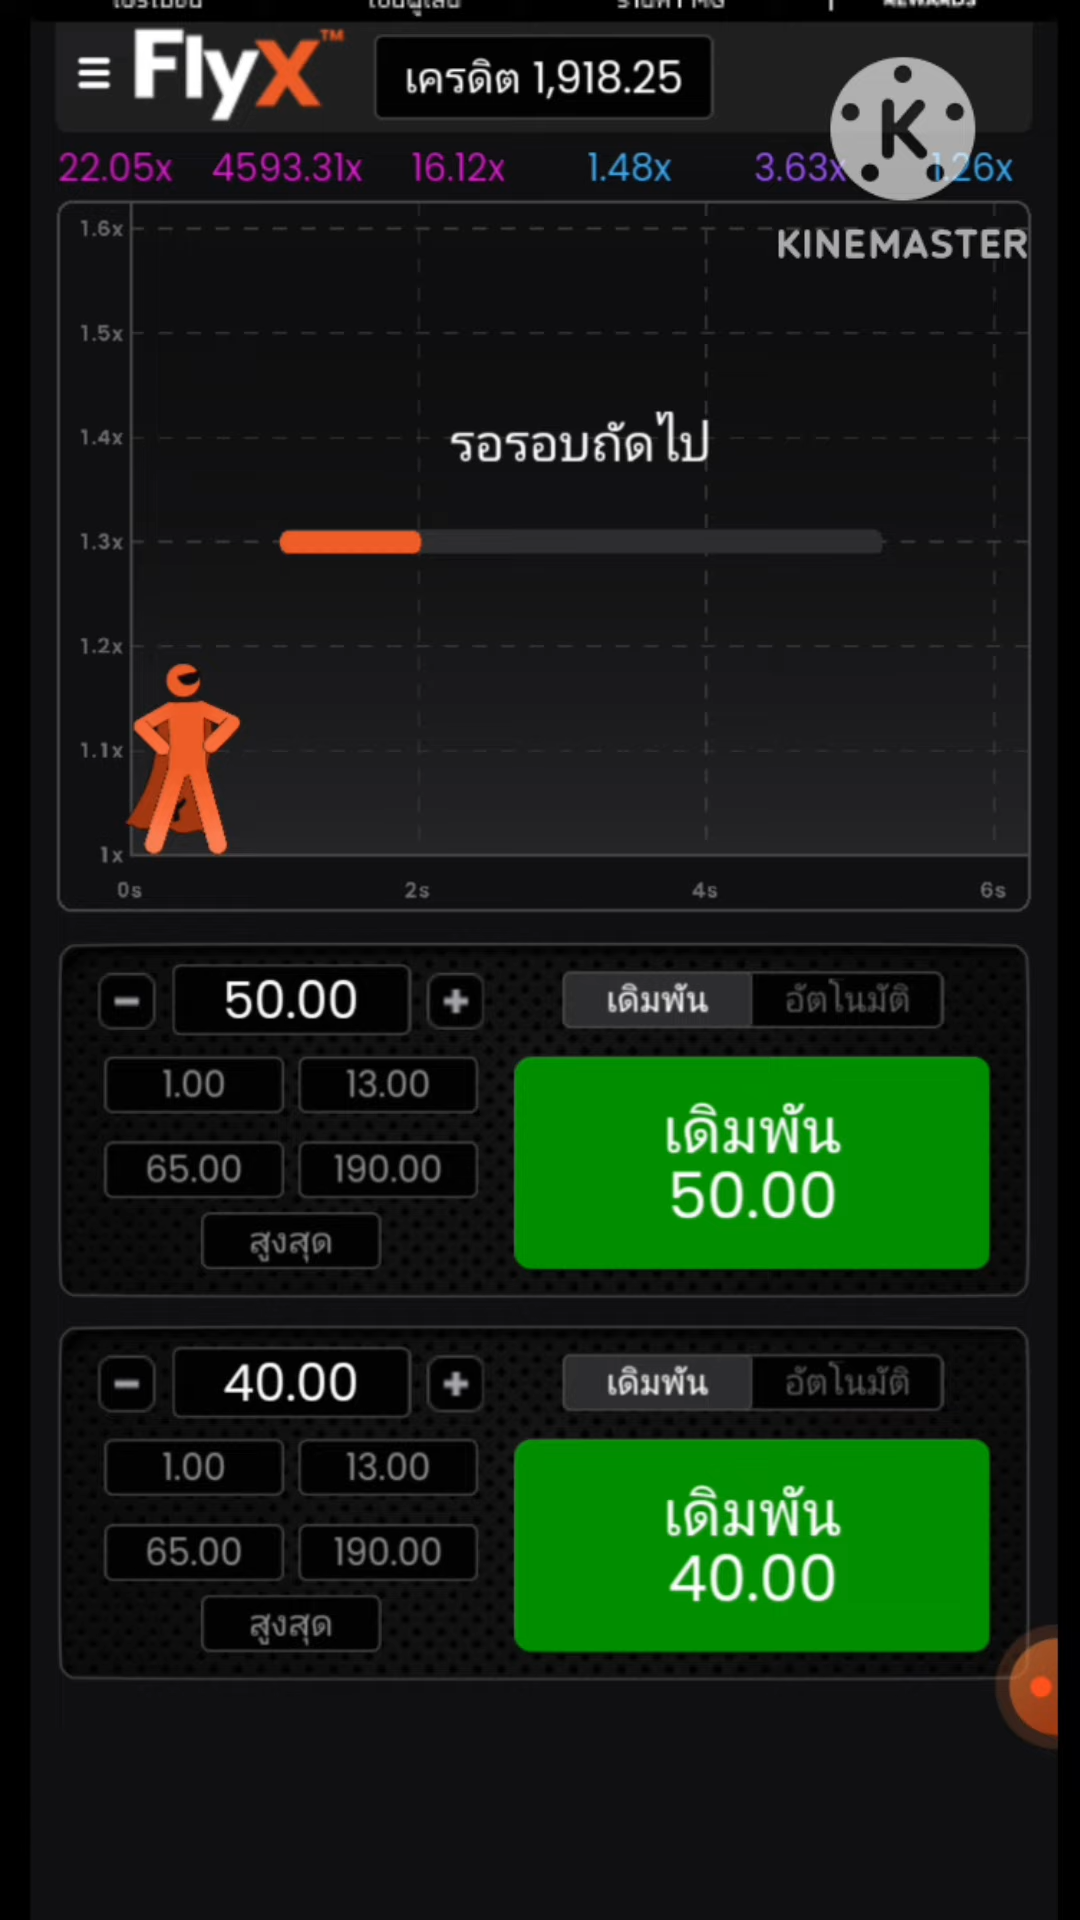 FlyX™
เครดิต 1,918.25
22.05x 4593.31x 16.12x 1.48x 3.63x 1.26x
K
KINEMASTER
1.6x
1.5x
1.4x
รอรอบถัดไป
1.3x
1.2x
1.1x
1x
0s 2s 4s 6s
50.00 เดิมพัน อัตโนมัติ
1.00 13.00
เดิมพัน
65.00 190.00
50.00
สูงสุด
40.00 เดิมพัน อัตโนมัติ
1.00 13.00
เดิมพัน
65.00 190.00
40.00
สูงสุด